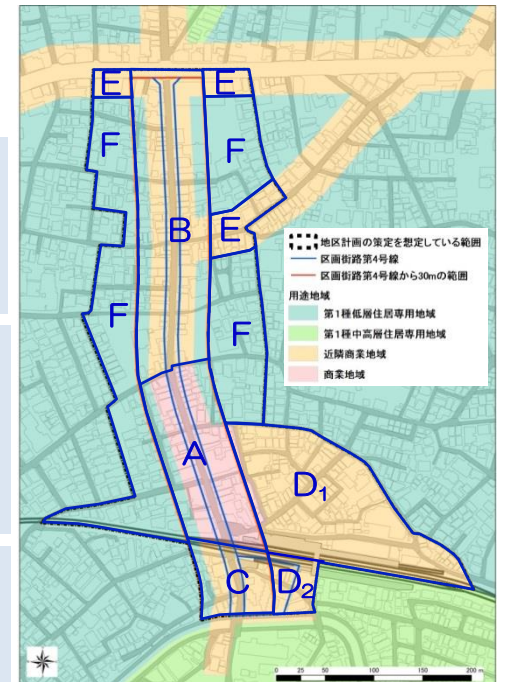 E
E
F
F
B
E
地区計画の策定を想定している範囲
区画街路第4号線
区画街路第4号線から30mの範囲
用途地域
第1種低層住居専用地域
第1種中高層住居専用地域
近隣商業地域
商業地域
F
F
A
D1
C
D2
0 25 50 100 150 200 m